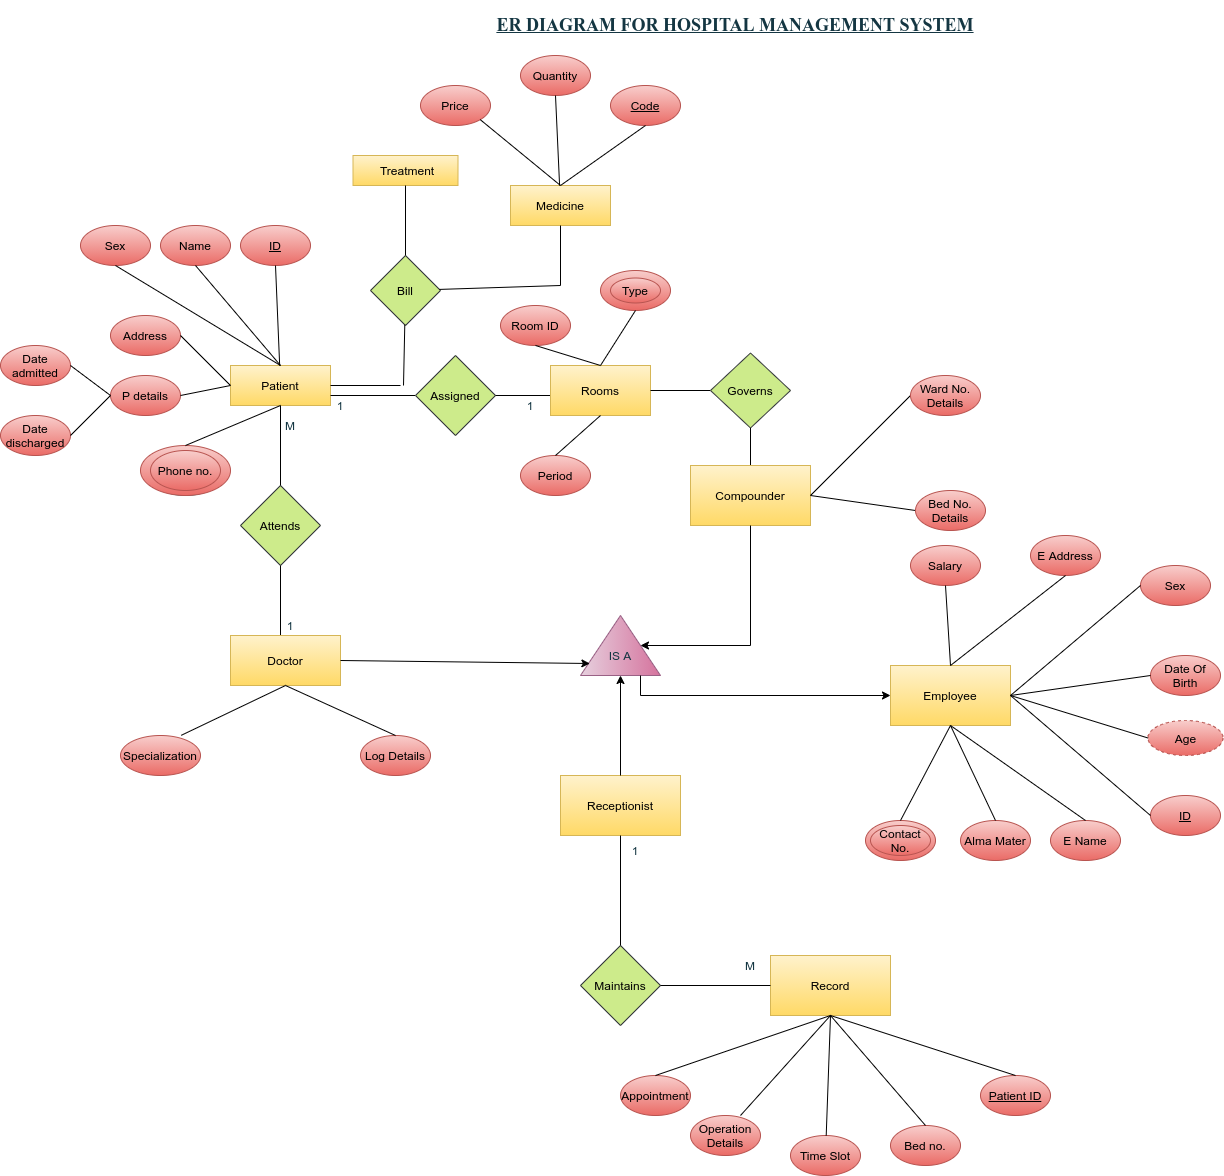 ER DIAGRAM FOR HOSPITAL MANAGEMENT SYSTEM
Quantity
Price
Code
Treatment
Medicine
Sex
Name
ID
Bill
Type
Room ID
Address
Date
admitted
P details
Patient
1
Assigned
1
Rooms
Governs
Ward No.
Details
Date
discharged
M
Phone no.
Period
Compounder
Bed No.
Details
Attends
Salary
E Address
Sex
1
Doctor
IS A
Employee
Date Of
Birth
Age
Specialization
Log Details
Receptionist
ID
Contact
No.
Alma Mater
E Name
1
M
Maintains
Record
Appointment
Patient ID
Operation
Details
Time Slot
Bed no.